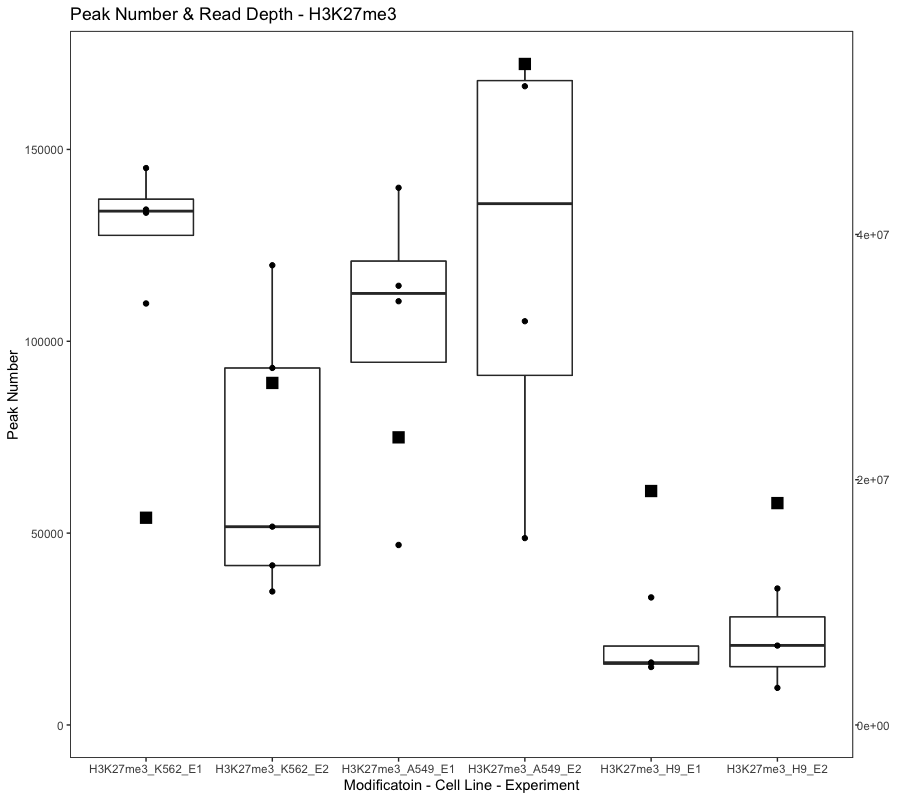 Peak Number & Read Depth - H3K27me3
Peak Number
150000
100000
50000
0
4e+07
2e+07
0e+00
H3K27me3_K562_E1 H3K27me3_K562_E2 H3K27me3_A549_E1 H3K27me3_A549_E2 H3K27me3_H9_E1 H3K27me3_H9_E2
Modificatoin - Cell Line - Experiment